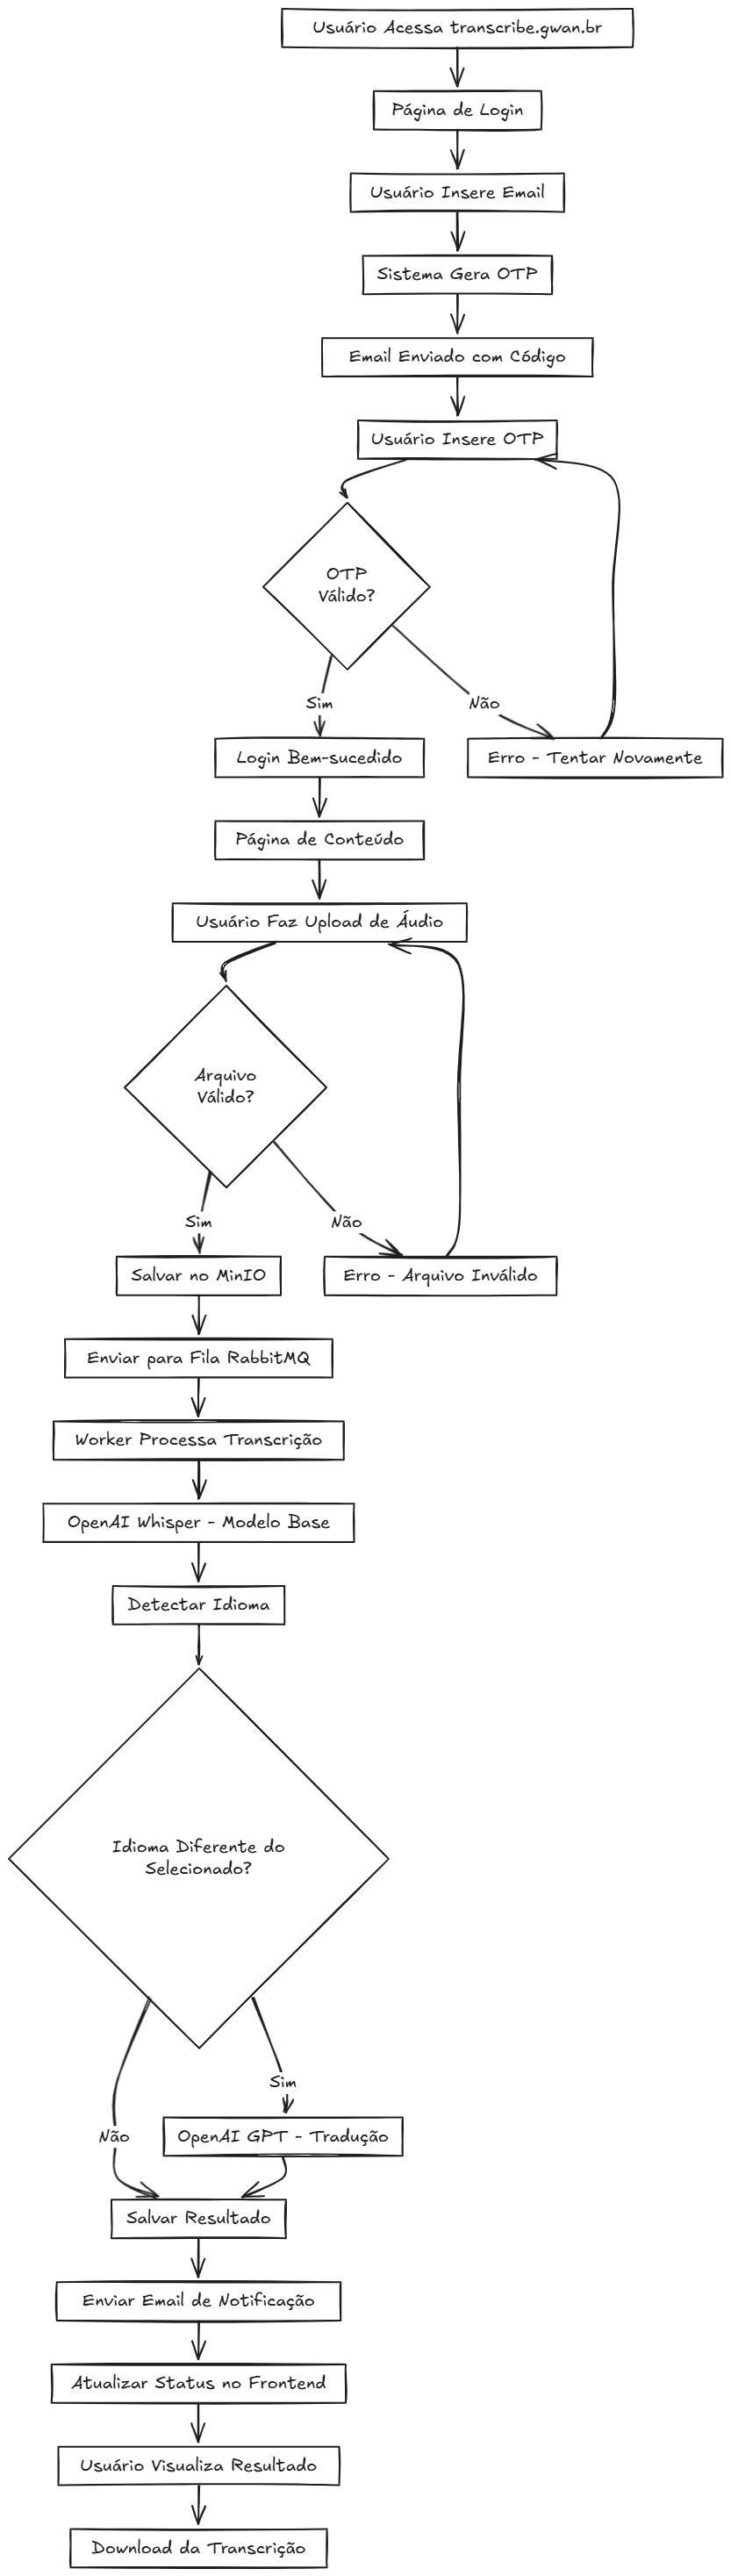 Usuário Acessa transcribe.gwan.br
Página de Login
Usuário Insere Email
Sistema Gera OTP
Email Enviado com Código
Usuário Insere OTP
OTP
Válido?
Sim
Não
Login Bem-sucedido
Erro - Tentar Novamente
Página de Conteúdo
Usuário Faz Upload de Áudio
Arquivo
Válido?
Sim
Não
Salvar no MinIO
Erro - Arquivo Inválido
Enviar para Fila RabbitMQ
Worker Processa Transcrição
OpenAI Whisper - Modelo Base
Detectar Idioma
Idioma Diferente do
Selecionado?
Sim
Não
OpenAI GPT - Tradução
Salvar Resultado
Enviar Email de Notificação
Atualizar Status no Frontend
Usuário Visualiza Resultado
Download da Transcrição